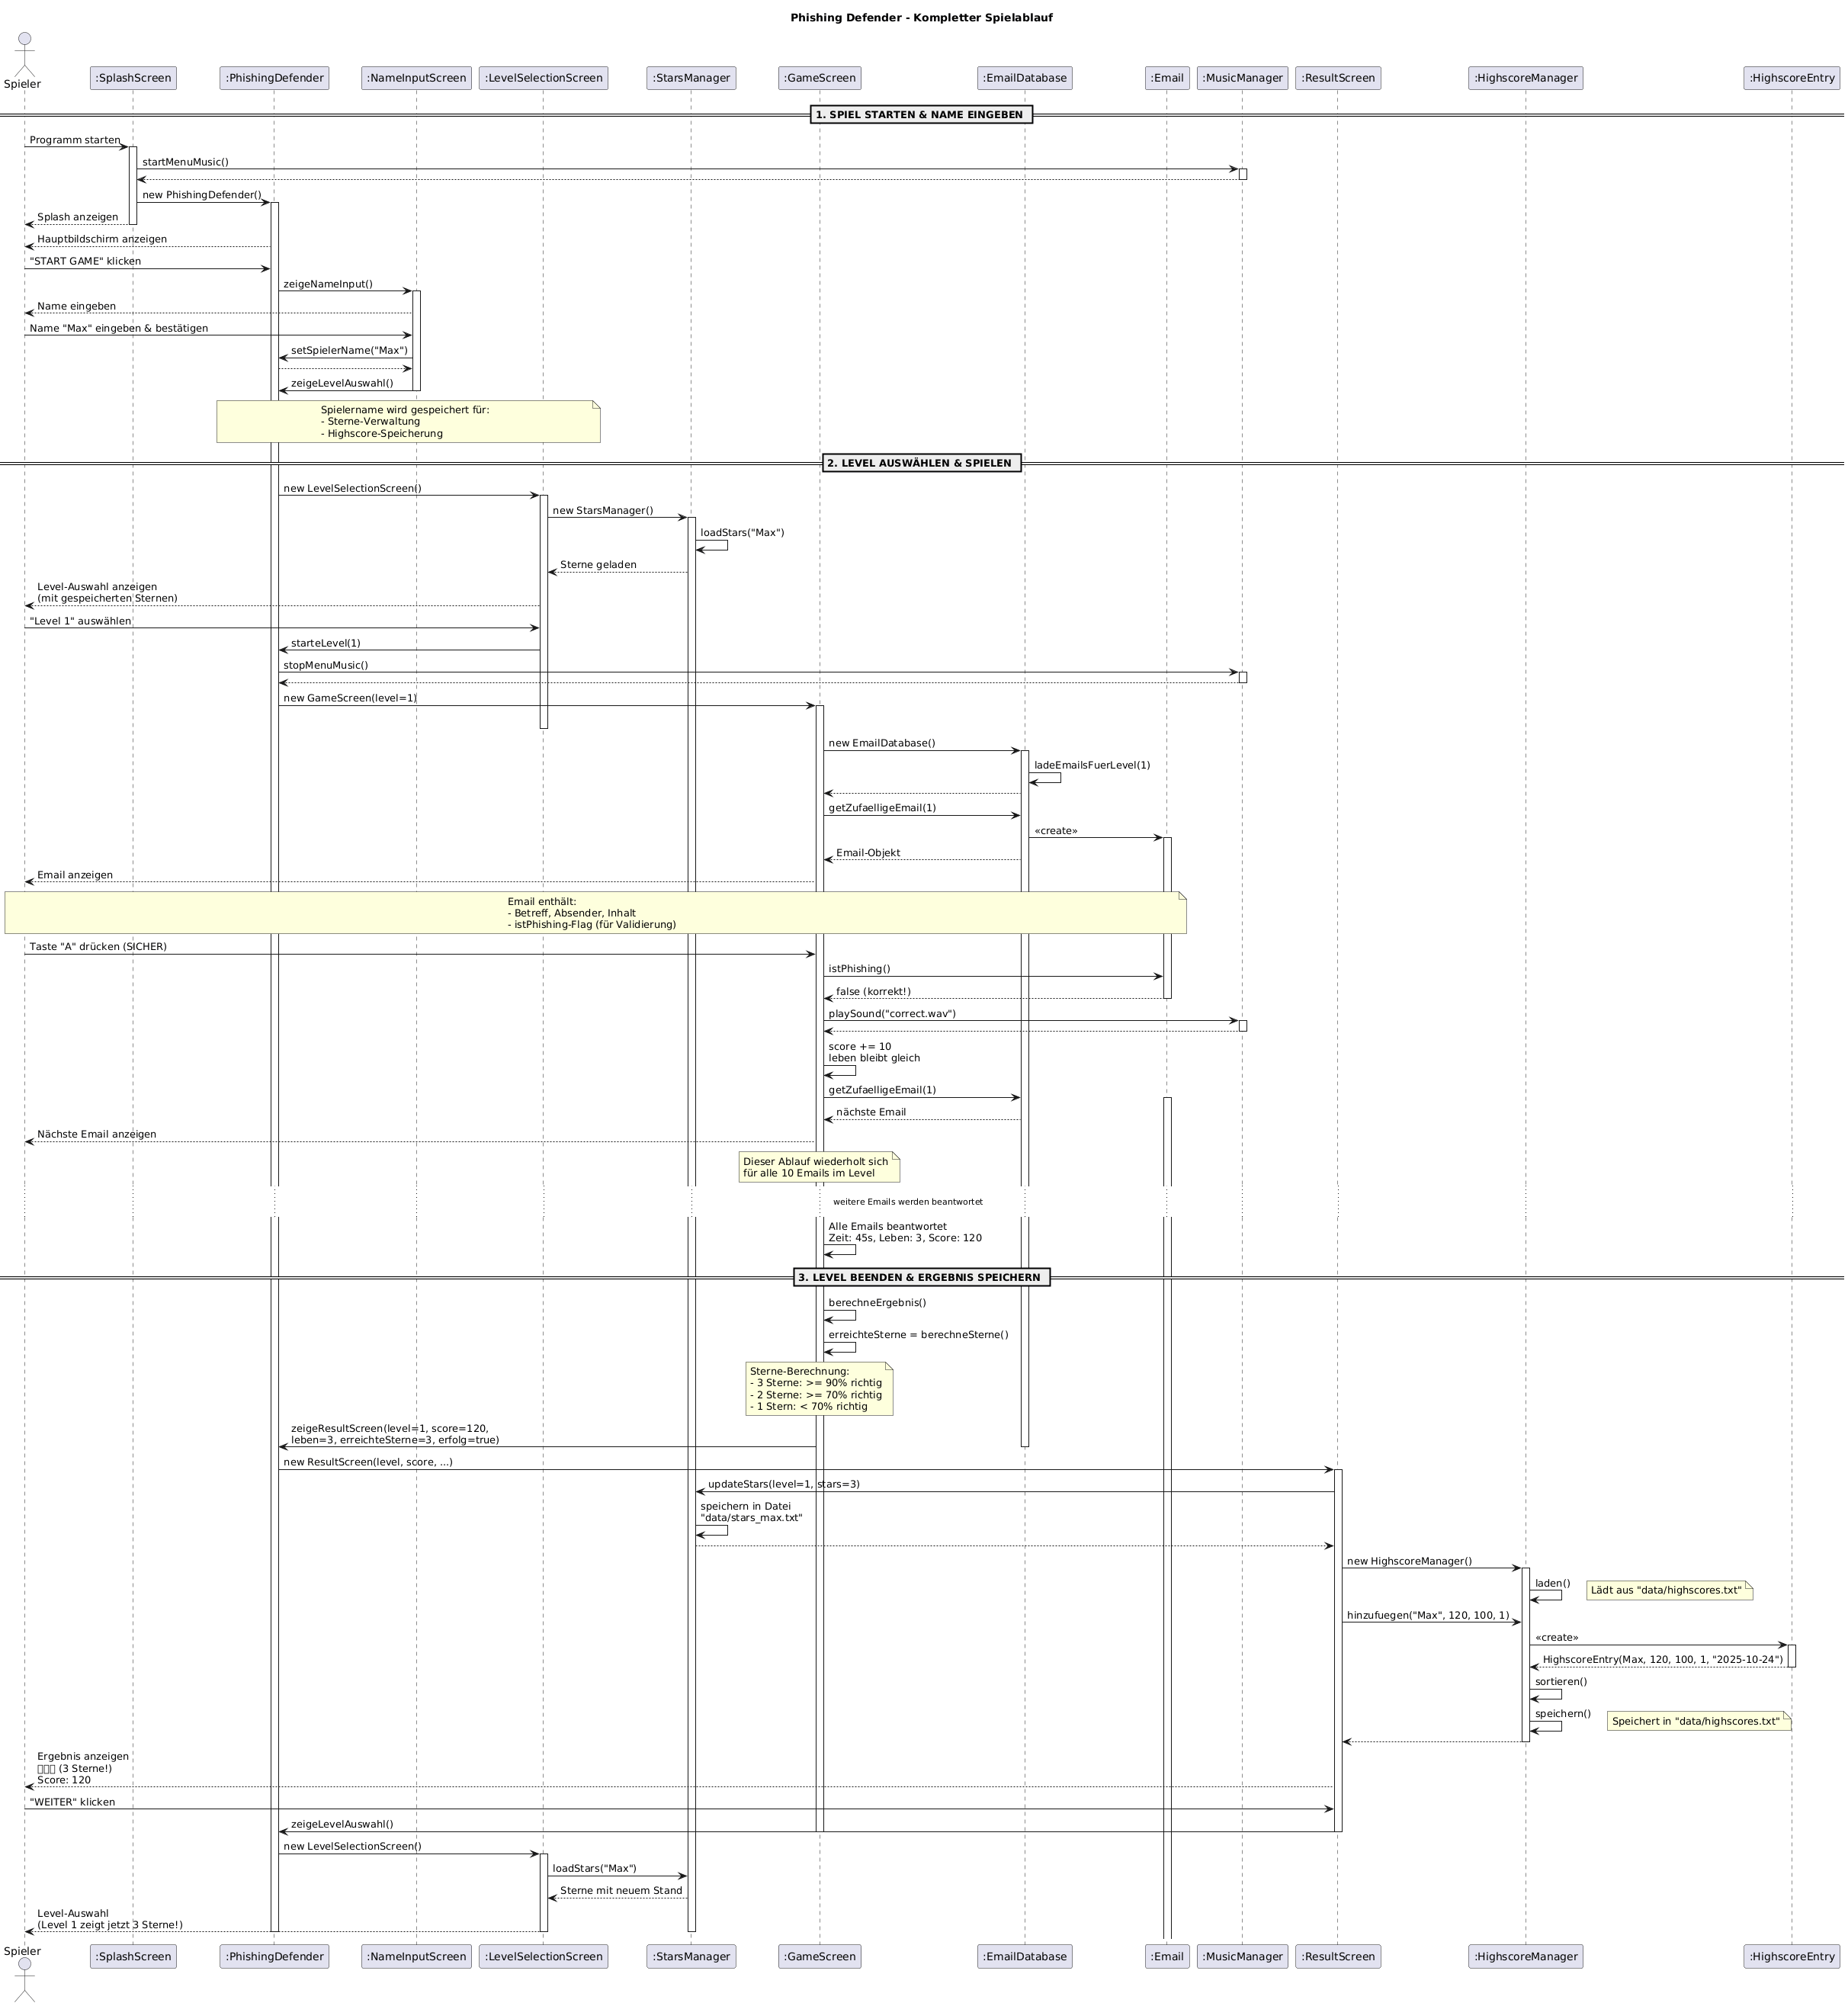 Phishing Defender - Kompletter Spielablauf
Spieler
:SplashScreen
:PhishingDefender
:NameInputScreen
:LevelSelectionScreen
:StarsManager
:GameScreen
:EmailDatabase
:Email
:MusicManager
:ResultScreen
:HighscoreManager
:HighscoreEntry
1. SPIEL STARTEN & NAME EINGEBEN
Programm starten
startMenuMusic()
new PhishingDefender()
Splash anzeigen
Hauptbildschirm anzeigen
"START GAME" klicken
zeigeNameInput()
Name eingeben
Name "Max" eingeben & bestätigen
setSpielerName("Max")
zeigeLevelAuswahl()
Spielername wird gespeichert für:
- Sterne-Verwaltung
- Highscore-Speicherung
2. LEVEL AUSWÄHLEN & SPIELEN
new LevelSelectionScreen()
new StarsManager()
loadStars("Max")
Sterne geladen
Level-Auswahl anzeigen
(mit gespeicherten Sternen)
"Level 1" auswählen
starteLevel(1)
stopMenuMusic()
new GameScreen(level=1)
new EmailDatabase()
ladeEmailsFuerLevel(1)
getZufaelligeEmail(1)
«create»
Email-Objekt
Email anzeigen
Email enthält:
- Betreff, Absender, Inhalt
- istPhishing-Flag (für Validierung)
Taste "A" drücken (SICHER)
istPhishing()
false (korrekt!)
playSound("correct.wav")
score += 10
leben bleibt gleich
getZufaelligeEmail(1)
nächste Email
Nächste Email anzeigen
Dieser Ablauf wiederholt sich
für alle 10 Emails im Level
weitere Emails werden beantwortet
Alle Emails beantwortet
Zeit: 45s, Leben: 3, Score: 120
3. LEVEL BEENDEN & ERGEBNIS SPEICHERN
berechneErgebnis()
erreichteSterne = berechneSterne()
Sterne-Berechnung:
- 3 Sterne: >= 90% richtig
- 2 Sterne: >= 70% richtig
- 1 Stern: < 70% richtig
zeigeResultScreen(level=1, score=120,
leben=3, erreichteSterne=3, erfolg=true)
new ResultScreen(level, score, ...)
updateStars(level=1, stars=3)
speichern in Datei
"data/stars_max.txt"
new HighscoreManager()
laden()
Lädt aus "data/highscores.txt"
hinzufuegen("Max", 120, 100, 1)
«create»
HighscoreEntry(Max, 120, 100, 1, "2025-10-24")
sortieren()
speichern()
Speichert in "data/highscores.txt"
Ergebnis anzeigen
(3 Sterne!)
Score: 120
"WEITER" klicken
zeigeLevelAuswahl()
new LevelSelectionScreen()
loadStars("Max")
Sterne mit neuem Stand
Level-Auswahl
(Level 1 zeigt jetzt 3 Sterne!)
Spieler
:SplashScreen
:PhishingDefender
:NameInputScreen
:LevelSelectionScreen
:StarsManager
:GameScreen
:EmailDatabase
:Email
:MusicManager
:ResultScreen
:HighscoreManager
:HighscoreEntry